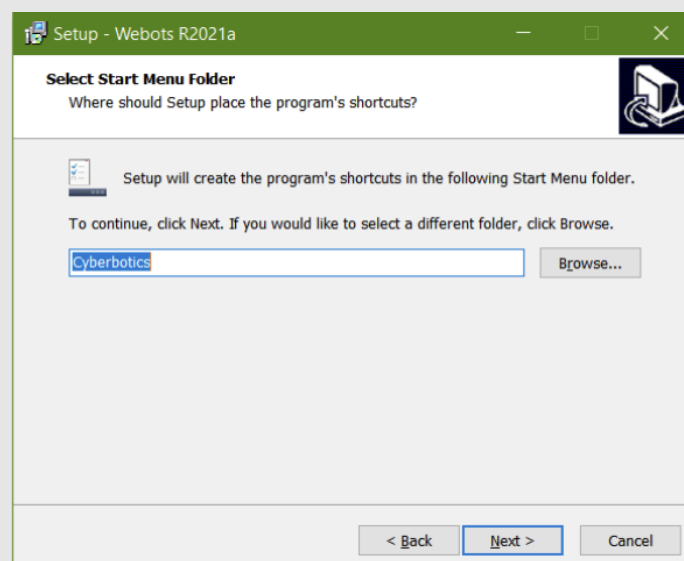 Setup - Webots R2021a
Select Start Menu Folder
Where should Setup place the program's shortcuts?
Setup will create the program's shortcuts in the following Start Menu folder.
To continue, click Next. If you would like to select a different folder, click Browse.
Cyberbotics
Browse...
< Back
Next >
Cancel